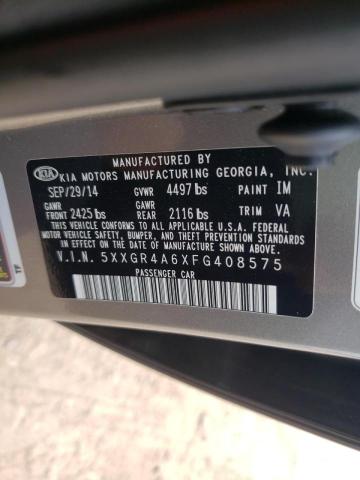 MANUFACTURED BY
KIA KIA MOTORS MANUFACTURING GEORGIA, INC.
SEP/29/14 GVWR 4497 lbs PAINT IM
GAWR FRONT 2425 lbs GAWR REAR 2116 lbs TRIM VA
THIS VEHICLE CONFORMS TO ALL APPLICABLE U.S.A. FEDERAL
MOTOR VEHICLE SAFETY, BUMPER, AND THEFT PREVENTION STANDARDS
IN EFFECT ON THE DATE OF MANUFACTURE SHOWN ABOVE.
V.I.N. 5XXGR4A6XFG408575
PASSENGER CAR
TF